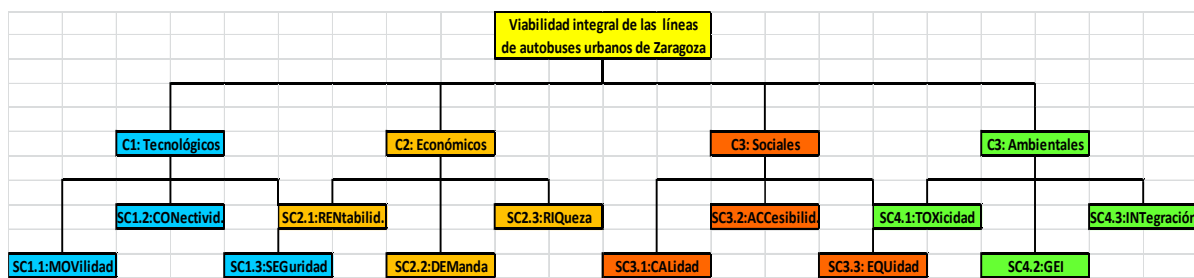 Viabilidad integral de las líneas
de autobuses urbanos de Zaragoza
C1: Tecnológicos
C2: Económicos
C3: Sociales
C3: Ambientales
SC1.2:CONectivid.
SC2.1:RENtabilid.
SC2.3:RIQueza
SC3.2:ACCesibilid.
SC4.1:TOXicidad
SC4.3:INTegración
SC1.1:MOVilidad
SC1.3:SEGuridad
SC2.2:DEManda
SC3.1:CALidad
SC3.3: EQUidad
SC4.2:GEI